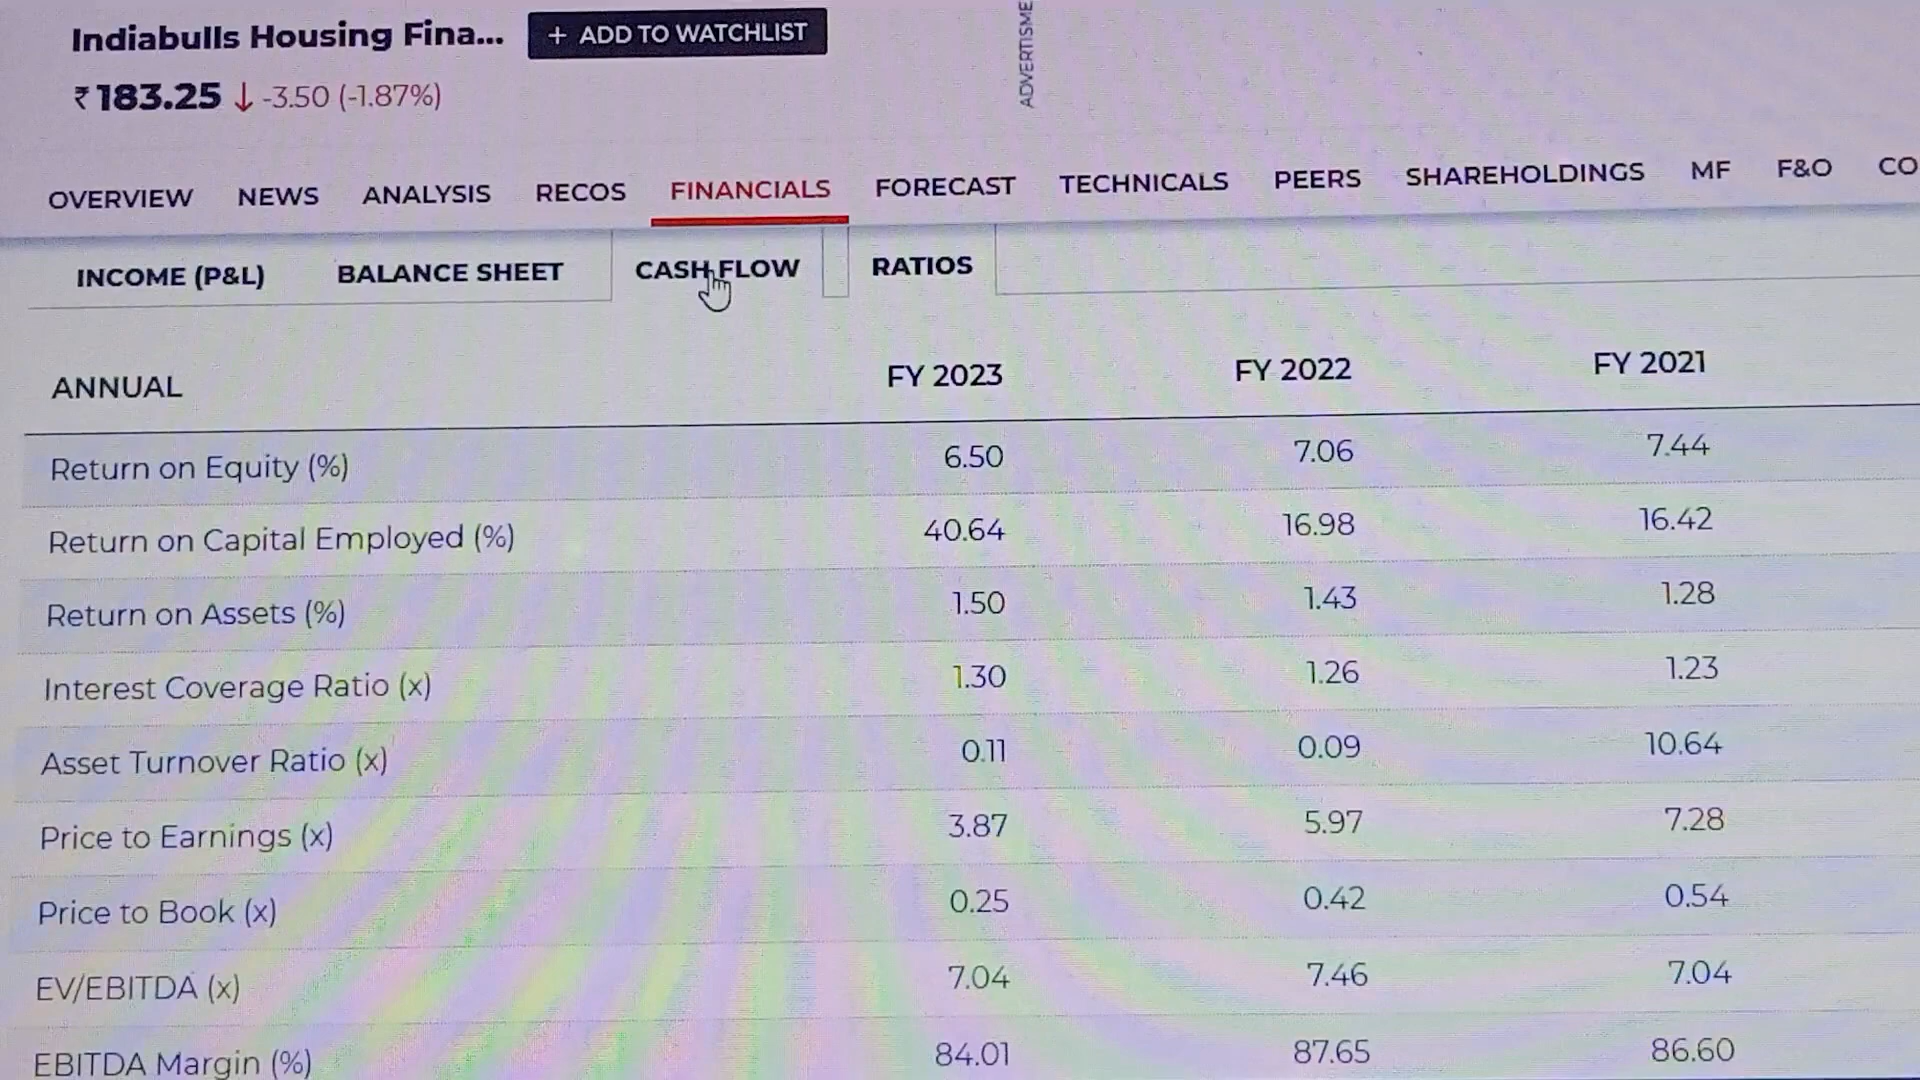 Indiabulls Housing Fina...
+ ADD TO WATCHLIST
₹183.25 ↓ -3.50 (-1.87%)
ADVERTISME
OVERVIEW NEWS ANALYSIS RECOS FINANCIALS FORECAST TECHNICALS PEERS SHAREHOLDINGS MF F&O CO
INCOME (P&L) BALANCE SHEET CASH FLOW RATIOS
ANNUAL FY 2023 FY 2022 FY 2021
Return on Equity (%) 6.50 7.06 7.44
Return on Capital Employed (%) 40.64 16.98 16.42
Return on Assets (%) 1.50 1.43 1.28
Interest Coverage Ratio (x) 1.30 1.26 1.23
Asset Turnover Ratio (x) 0.11 0.09 10.64
Price to Earnings (x) 3.87 5.97 7.28
Price to Book (x) 0.25 0.42 0.54
EV/EBITDA (x) 7.04 7.46 7.04
EBITDA Margin (%) 84.01 87.65 86.60